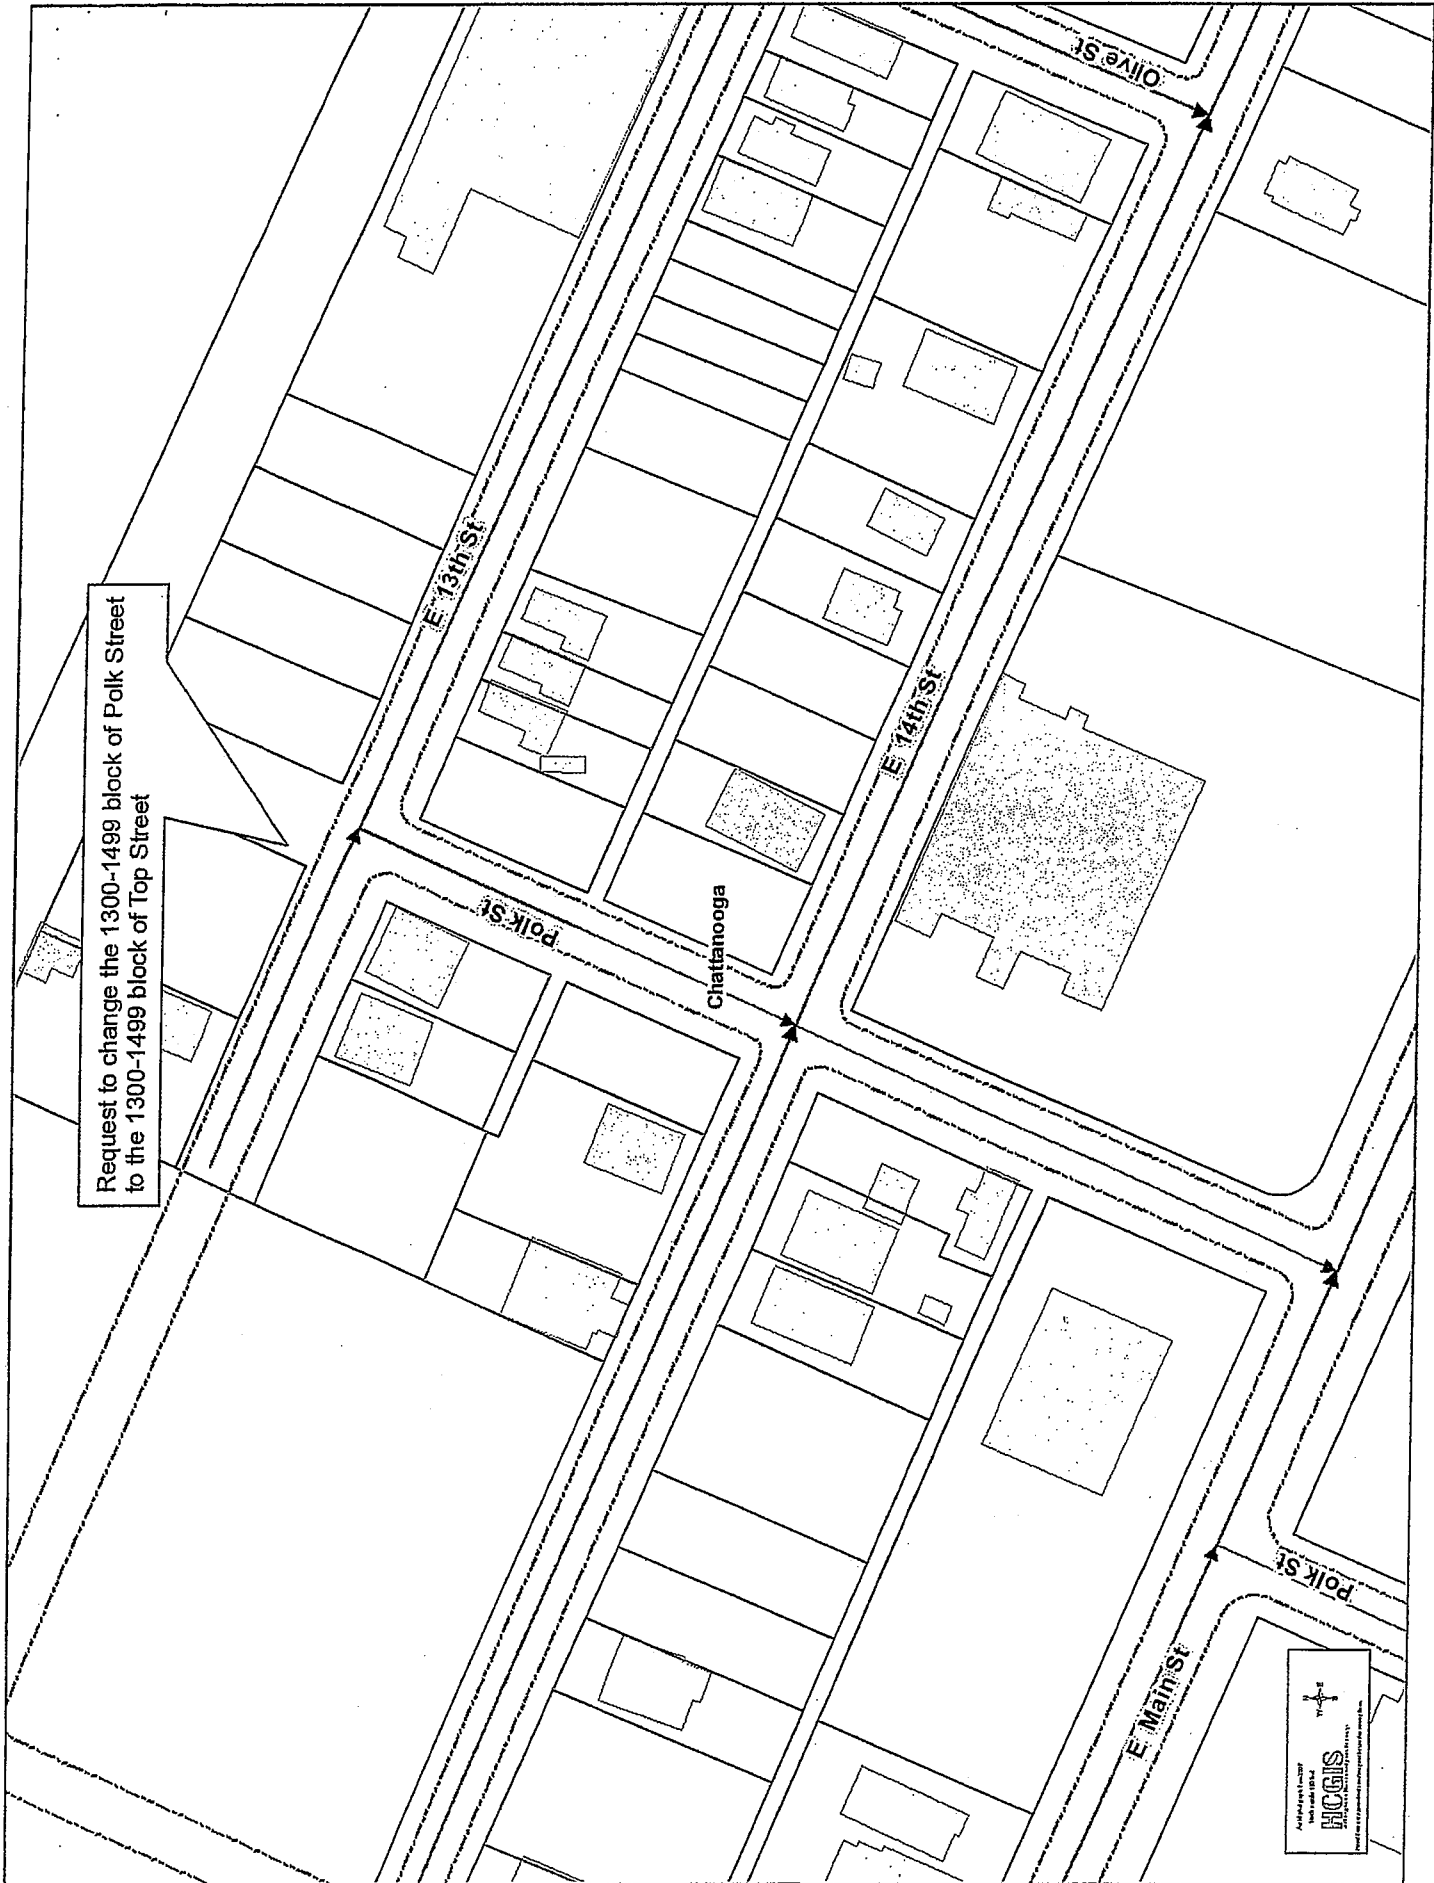 Request to change the 1300-1499 block of Polk Street
to the 1300-1499 block of Top Street
E 13th St
Olive St
E 14th St
Polk St
Chattanooga
Polk St
E Main St
HCGIS